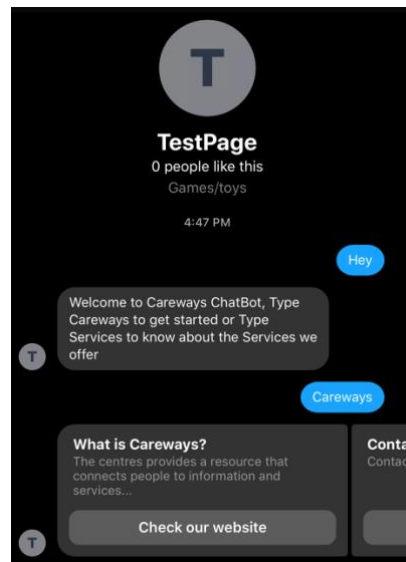 T
TestPage
0 people like this
Games/toys
4:47 PM
Hey
Welcome to Careways ChatBot, Type
Careways to get started or Type
Services to know about the Services we
offer
T
Careways
What is Careways?
The centres provides a resource that
connects people to information and
services...
Check our website
Conta
Contac
T